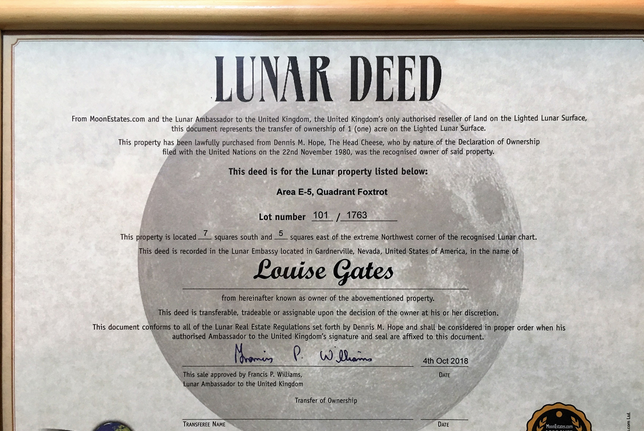 LUNAR DEED
From MoonEstates.com and the Lunar Ambassador to the United Kingdom, the United Kingdom's only authorised reseller of land on the Lighted Lunar Surface,
this document represents the transfer of ownership of 1 (one) acre on the Lighted Lunar Surface.
This property has been lawfully purchased from Dennis M. Hope, The Head Cheese, who by nature of the Declaration of Ownership
filed with the United Nations on the 22nd November 1980, was the recognised owner of said property.
This deed is for the Lunar property listed below:
Area E-5, Quadrant Foxtrot
Lot number 101 / 1763
This property is located 7 squares south and 5 squares east of the extreme Northwest corner of the recognised Lunar chart.
This deed is recorded in the Lunar Embassy located in Gardnerville, Nevada, United States of America, in the name of
Louise Gates
from hereinafter known as owner of the abovementioned property.
This deed is transferable, tradeable or assignable upon the decision of the owner at his or her discretion.
This document conforms to all of the Lunar Real Estate Regulations set forth by Dennis M. Hope and shall be considered in proper order when his
authorised Ambassador to the United Kingdom's signature and seal are affixed to this document.
Francis P. Williams 4th Oct 2018
This sale approved by Francis P. Williams, DATE
Lunar Ambassador to the United Kingdom
Transfer of Ownership
TRANSFEREE NAME DATE
MoonEstates.com